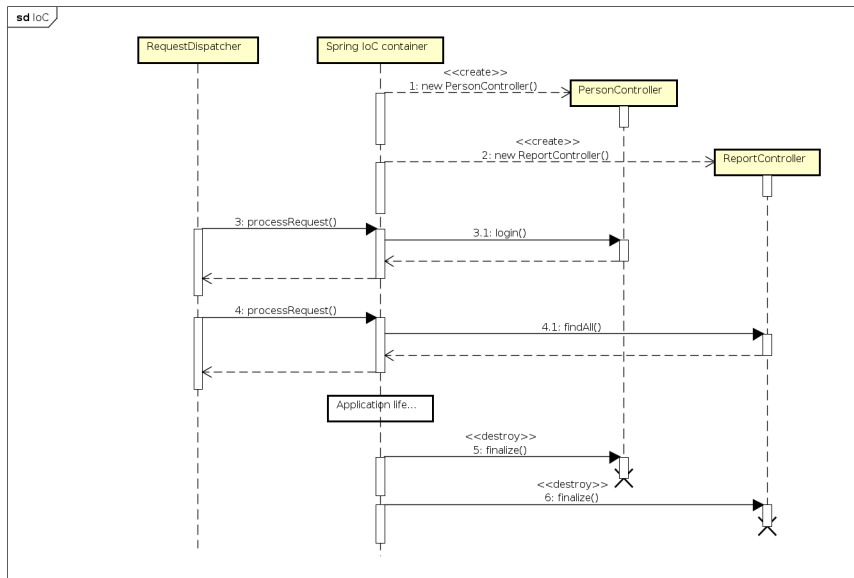 sd IoC
RequestDispatcher
Spring IoC container
<<create>>
1: new PersonController()
PersonController
<<create>>
2: new ReportController()
ReportController
3: processRequest()
3.1: login()
4: processRequest()
4.1: findAll()
Application life...
<<destroy>>
5: finalize()
<<destroy>>
6: finalize()